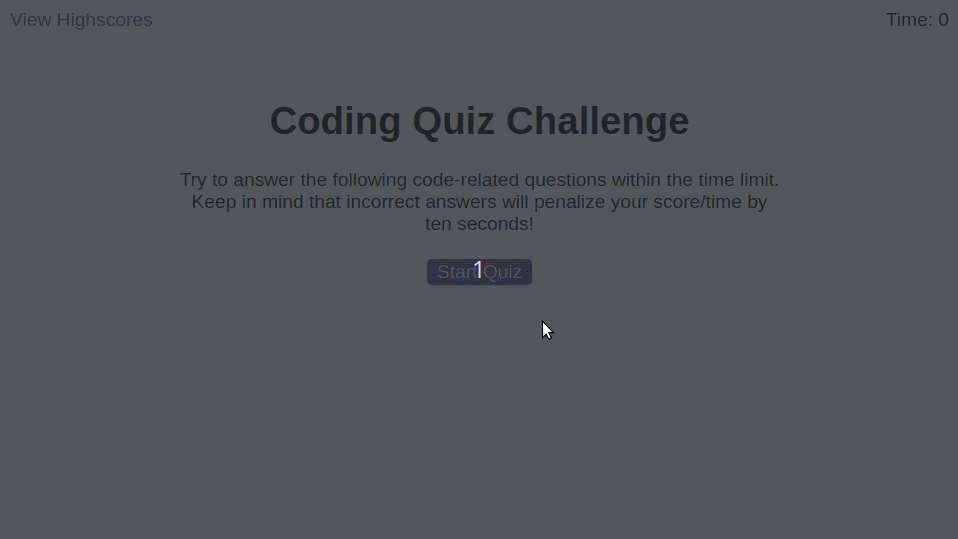 View Highscores
Time: 0
Coding Quiz Challenge
Try to answer the following code-related questions within the time limit.
Keep in mind that incorrect answers will penalize your score/time by
ten seconds!
Start Quiz
1